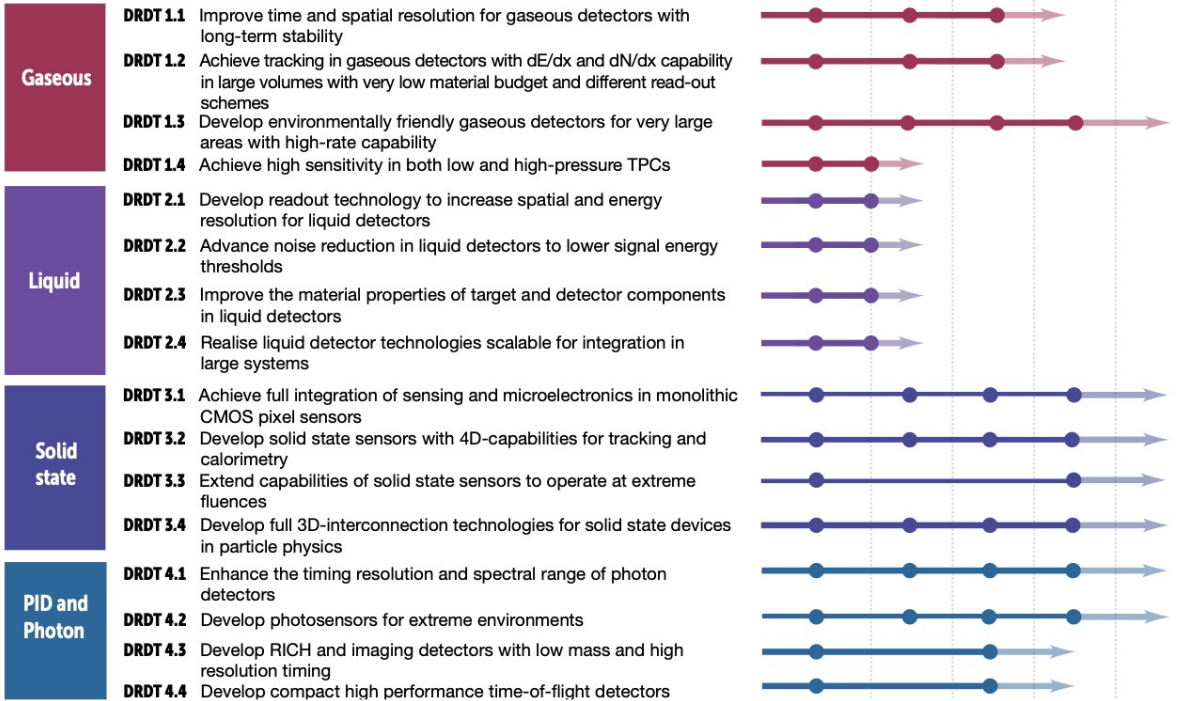 Gaseous
DRDT 1.1 Improve time and spatial resolution for gaseous detectors with
long-term stability
DRDT 1.2 Achieve tracking in gaseous detectors with dE/dx and dN/dx capability
in large volumes with very low material budget and different read-out
schemes
DRDT 1.3 Develop environmentally friendly gaseous detectors for very large
areas with high-rate capability
DRDT 1.4 Achieve high sensitivity in both low and high-pressure TPCs
Liquid
DRDT 2.1 Develop readout technology to increase spatial and energy
resolution for liquid detectors
DRDT 2.2 Advance noise reduction in liquid detectors to lower signal energy
thresholds
DRDT 2.3 Improve the material properties of target and detector components
in liquid detectors
DRDT 2.4 Realise liquid detector technologies scalable for integration in
large systems
Solid
state
DRDT 3.1 Achieve full integration of sensing and microelectronics in monolithic
CMOS pixel sensors
DRDT 3.2 Develop solid state sensors with 4D-capabilities for tracking and
calorimetry
DRDT 3.3 Extend capabilities of solid state sensors to operate at extreme
fluences
DRDT 3.4 Develop full 3D-interconnection technologies for solid state devices
in particle physics
PID and
Photon
DRDT 4.1 Enhance the timing resolution and spectral range of photon
detectors
DRDT 4.2 Develop photosensors for extreme environments
DRDT 4.3 Develop RICH and imaging detectors with low mass and high
resolution timing
DRDT 4.4 Develop compact high performance time-of-flight detectors